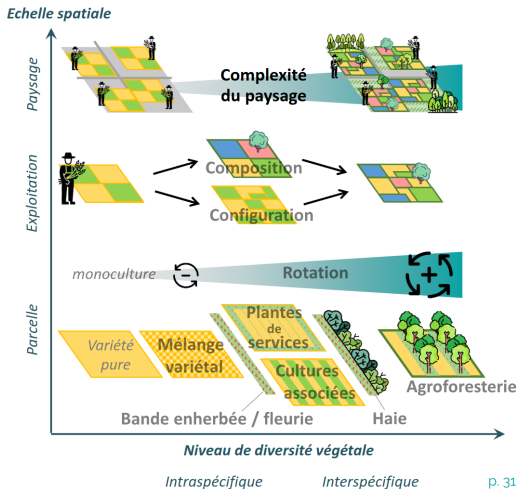 Echelle spatiale
Paysage
Complexité
du paysage
Exploitation
Composition
Configuration
monoculture
-
Rotation
+
Parcelle
Variété
pure
Mélange
variétal
Plantes
de
services
Cultures
associées
Agroforesterie
Bande enherbée / fleurie
Haie
Niveau de diversité végétale
Intraspécifique
Interspécifique
p. 31